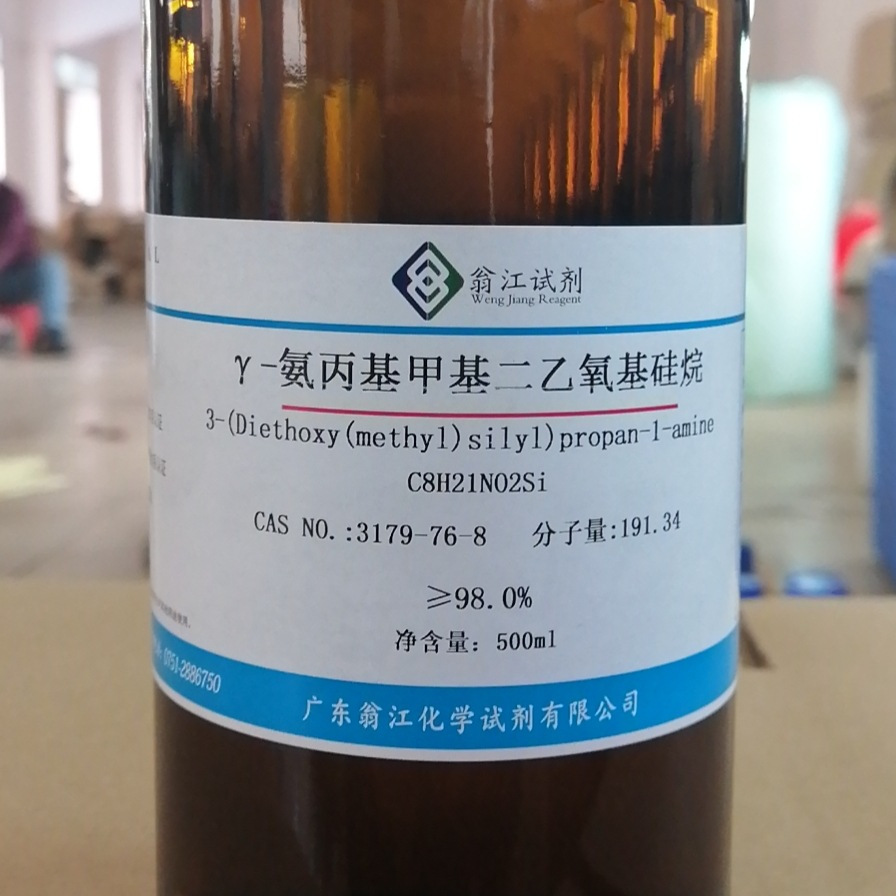 翁江试剂
Weng Jiang Reagent
γ-氨丙基甲基二乙氧基硅烷
3-(Diethoxy(methyl)silyl)propan-1-amine
C8H21NO2Si
CAS NO.:3179-76-8 分子量:191.34
≥98.0%
净含量: 500ml
0751-2886750
广东翁江化学试剂有限公司